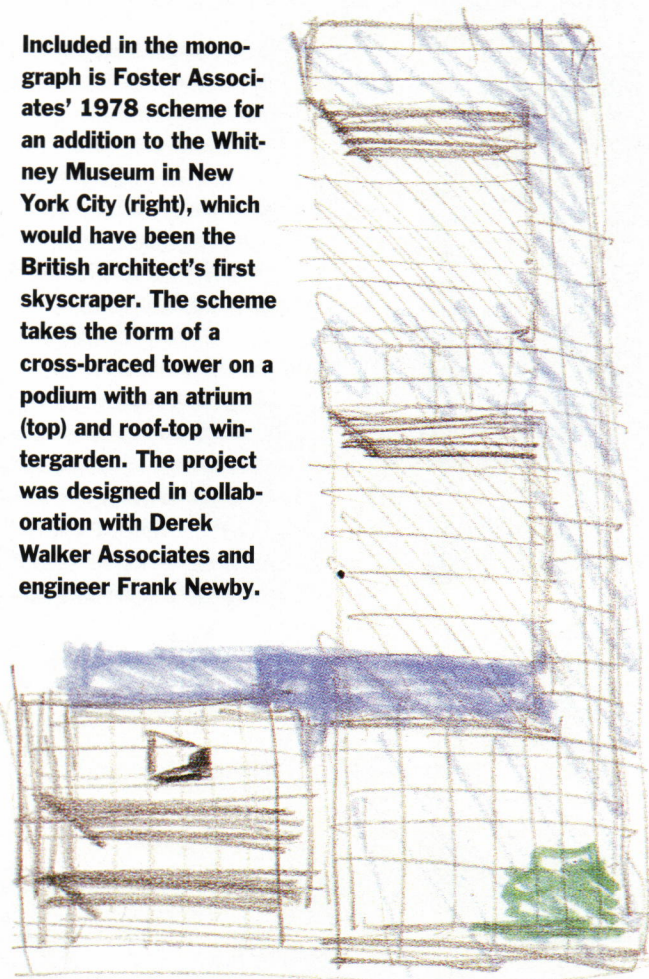 Included in the mono-
graph is Foster Associ-
ates' 1978 scheme for
an addition to the Whit-
ney Museum in New
York City (right), which
would have been the
British architect's first
skyscraper. The scheme
takes the form of a
cross-braced tower on a
podium with an atrium
(top) and roof-top win-
tergarden. The project
was designed in collab-
oration with Derek
Walker Associates and
engineer Frank Newby.